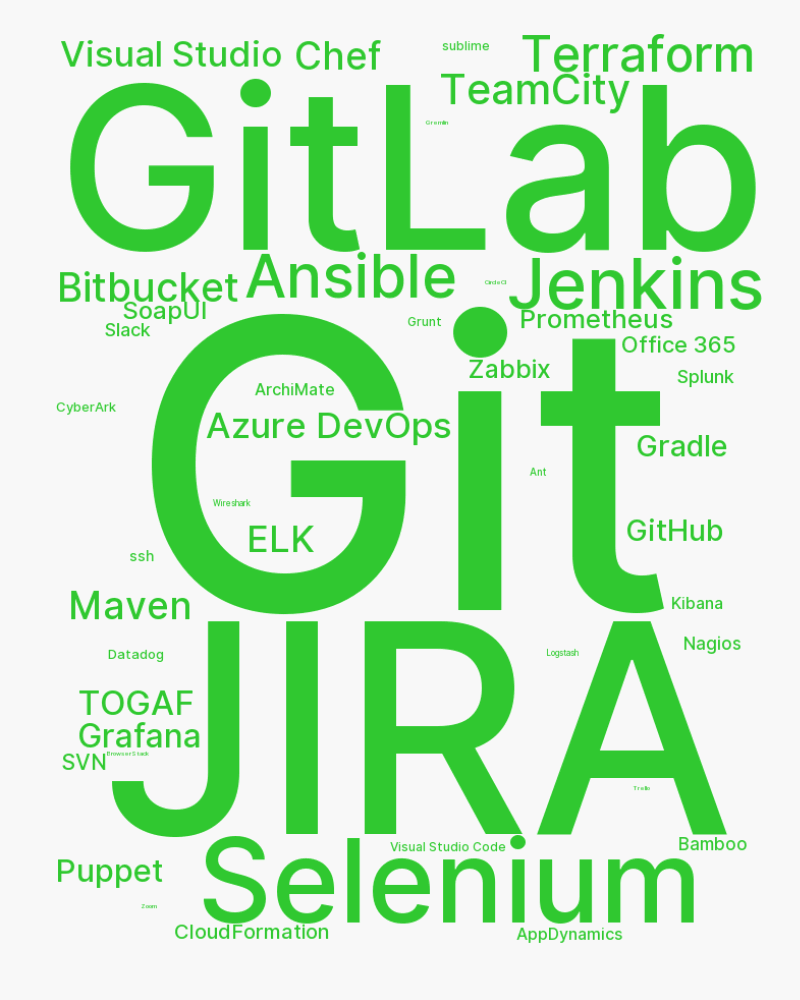 sublime
Visual Studio
Chef
Terraform
TeamCity
GitLab
Gremlin
Bitbucket
Ansible
CircleCI
Jenkins
SoapUI
Slack
Grunt
Prometheus
Office 365
Zabbix
Splunk
ArchiMate
CyberArk
Azure DevOps
Git
Gradle
Ant
Wireshark
GitHub
ELK
ssh
Maven
Kibana
Nagios
Datadog
Logstash
TOGAF
Grafana
BrowserStack
SVN
JIRA
Trello
Visual Studio Code
Bamboo
Puppet
Selenium
Zoom
CloudFormation
AppDynamics